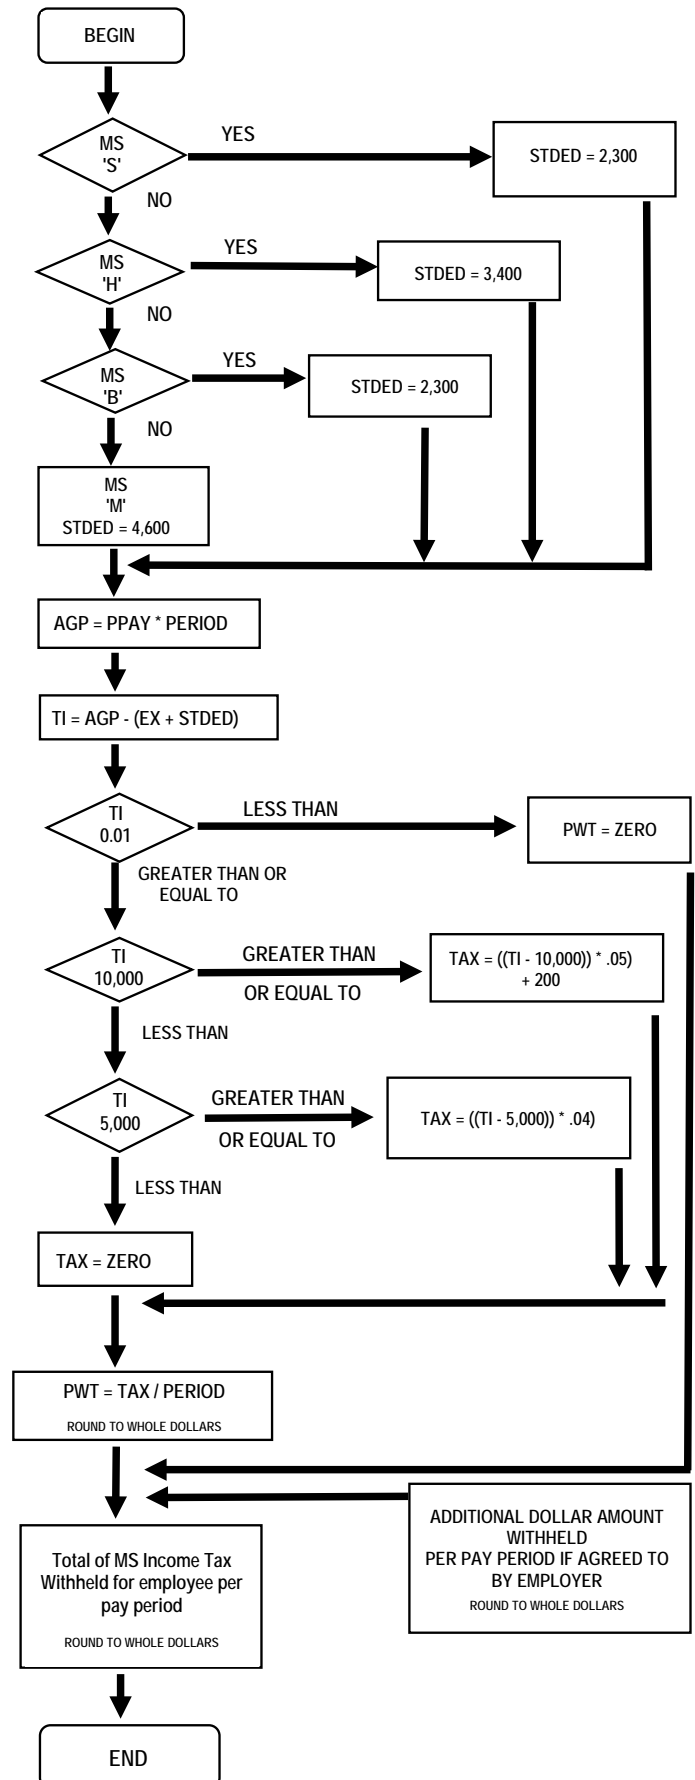 BEGIN
MS
'S'
YES
STDED = 2,300
NO
MS
'H'
YES
STDED = 3,400
NO
MS
'B'
YES
STDED = 2,300
NO
MS
'M'
STDED = 4,600
AGP = PPAY * PERIOD
TI = AGP - (EX + STDED)
TI
0.01
LESS THAN
PWT = ZERO
GREATER THAN OR
EQUAL TO
TI
10,000
GREATER THAN
OR EQUAL TO
TAX = ((TI - 10,000)) * .05)
+ 200
LESS THAN
TI
5,000
GREATER THAN
OR EQUAL TO
TAX = ((TI - 5,000)) * .04)
LESS THAN
TAX = ZERO
PWT = TAX / PERIOD
ROUND TO WHOLE DOLLARS
ADDITIONAL DOLLAR AMOUNT
WITHHELD
PER PAY PERIOD IF AGREED TO
BY EMPLOYER
ROUND TO WHOLE DOLLARS
Total of MS Income Tax
Withheld for employee per
pay period
ROUND TO WHOLE DOLLARS
END